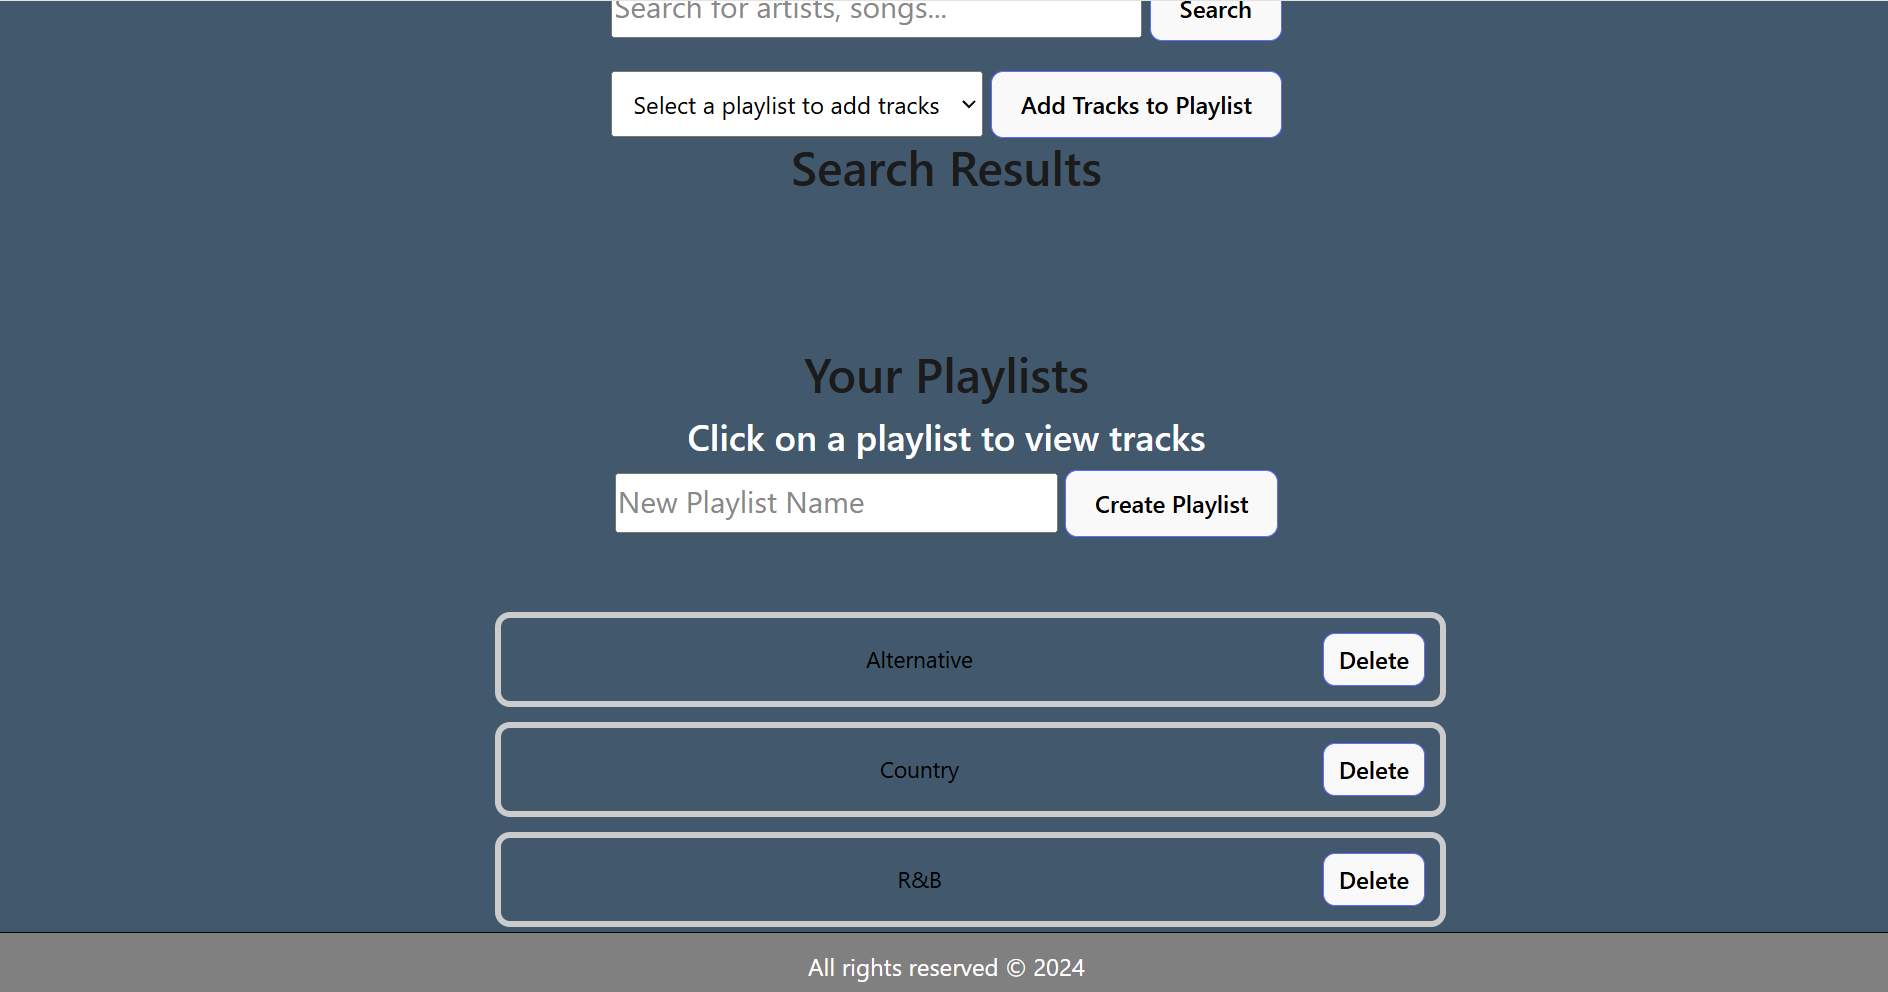 Search for artists, songs... Search
Select a playlist to add tracks Add Tracks to Playlist
Search Results
Your Playlists
Click on a playlist to view tracks
New Playlist Name Create Playlist
Alternative Delete
Country Delete
R&B Delete
All rights reserved © 2024